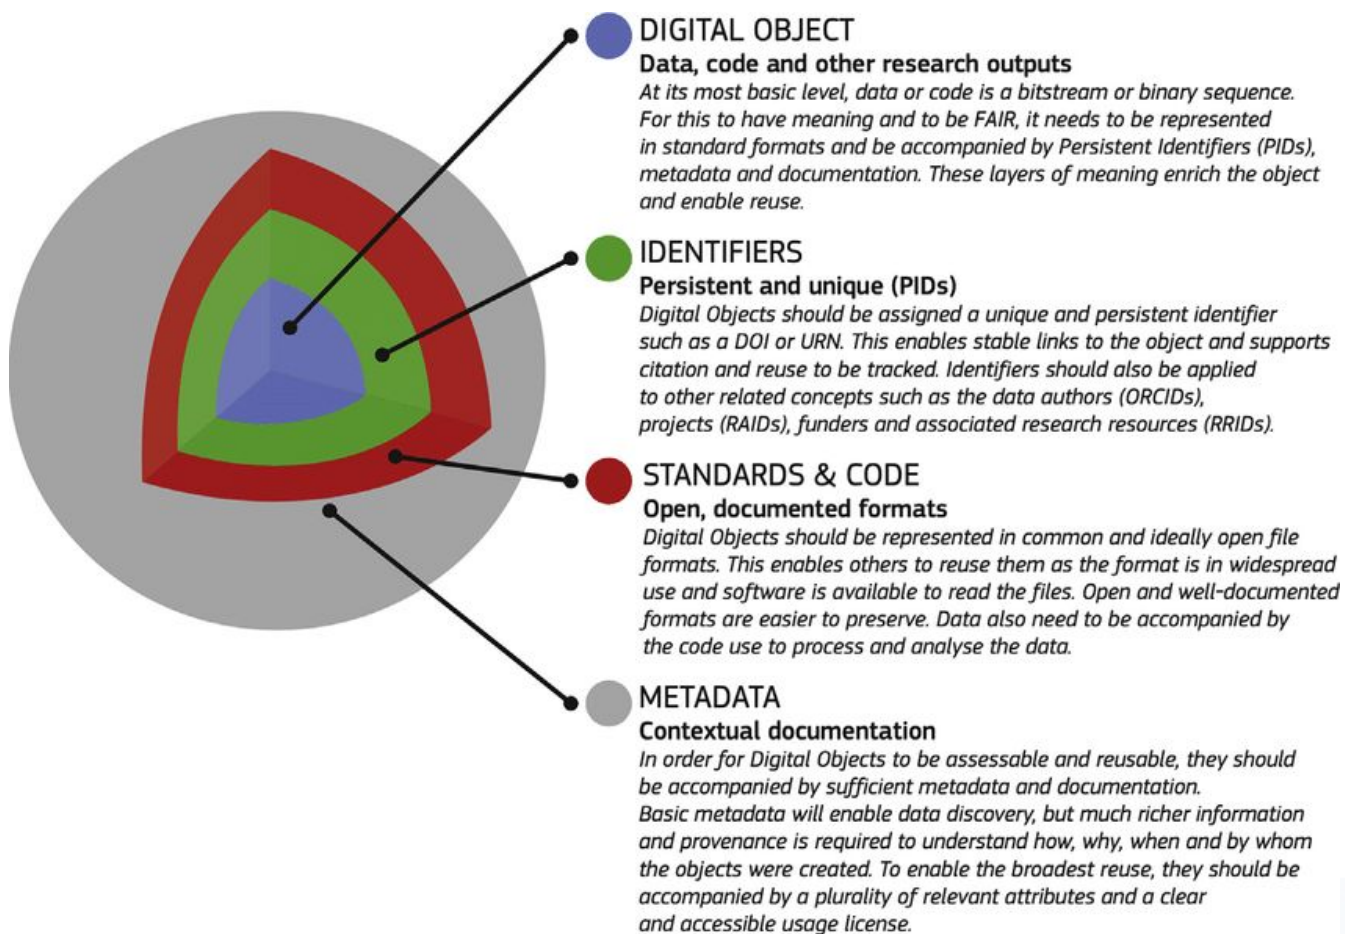 DIGITAL OBJECT
Data, code and other research outputs
At its most basic level, data or code is a bitstream or binary sequence.
For this to have meaning and to be FAIR, it needs to be represented
in standard formats and be accompanied by Persistent Identifiers (PIDs),
metadata and documentation. These layers of meaning enrich the object
and enable reuse.
IDENTIFIERS
Persistent and unique (PIDs)
Digital Objects should be assigned a unique and persistent identifier
such as a DOI or URN. This enables stable links to the object and supports
citation and reuse to be tracked. Identifiers should also be applied
to other related concepts such as the data authors (ORCIDs),
projects (RAIDs), funders and associated research resources (RRIDs).
STANDARDS & CODE
Open, documented formats
Digital Objects should be represented in common and ideally open file
formats. This enables others to reuse them as the format is in widespread
use and software is available to read the files. Open and well-documented
formats are easier to preserve. Data also need to be accompanied by
the code use to process and analyse the data.
METADATA
Contextual documentation
In order for Digital Objects to be assessable and reusable, they should
be accompanied by sufficient metadata and documentation.
Basic metadata will enable data discovery, but much richer information
and provenance is required to understand how, why, when and by whom
the objects were created. To enable the broadest reuse, they should be
accompanied by a plurality of relevant attributes and a clear
and accessible usage license.